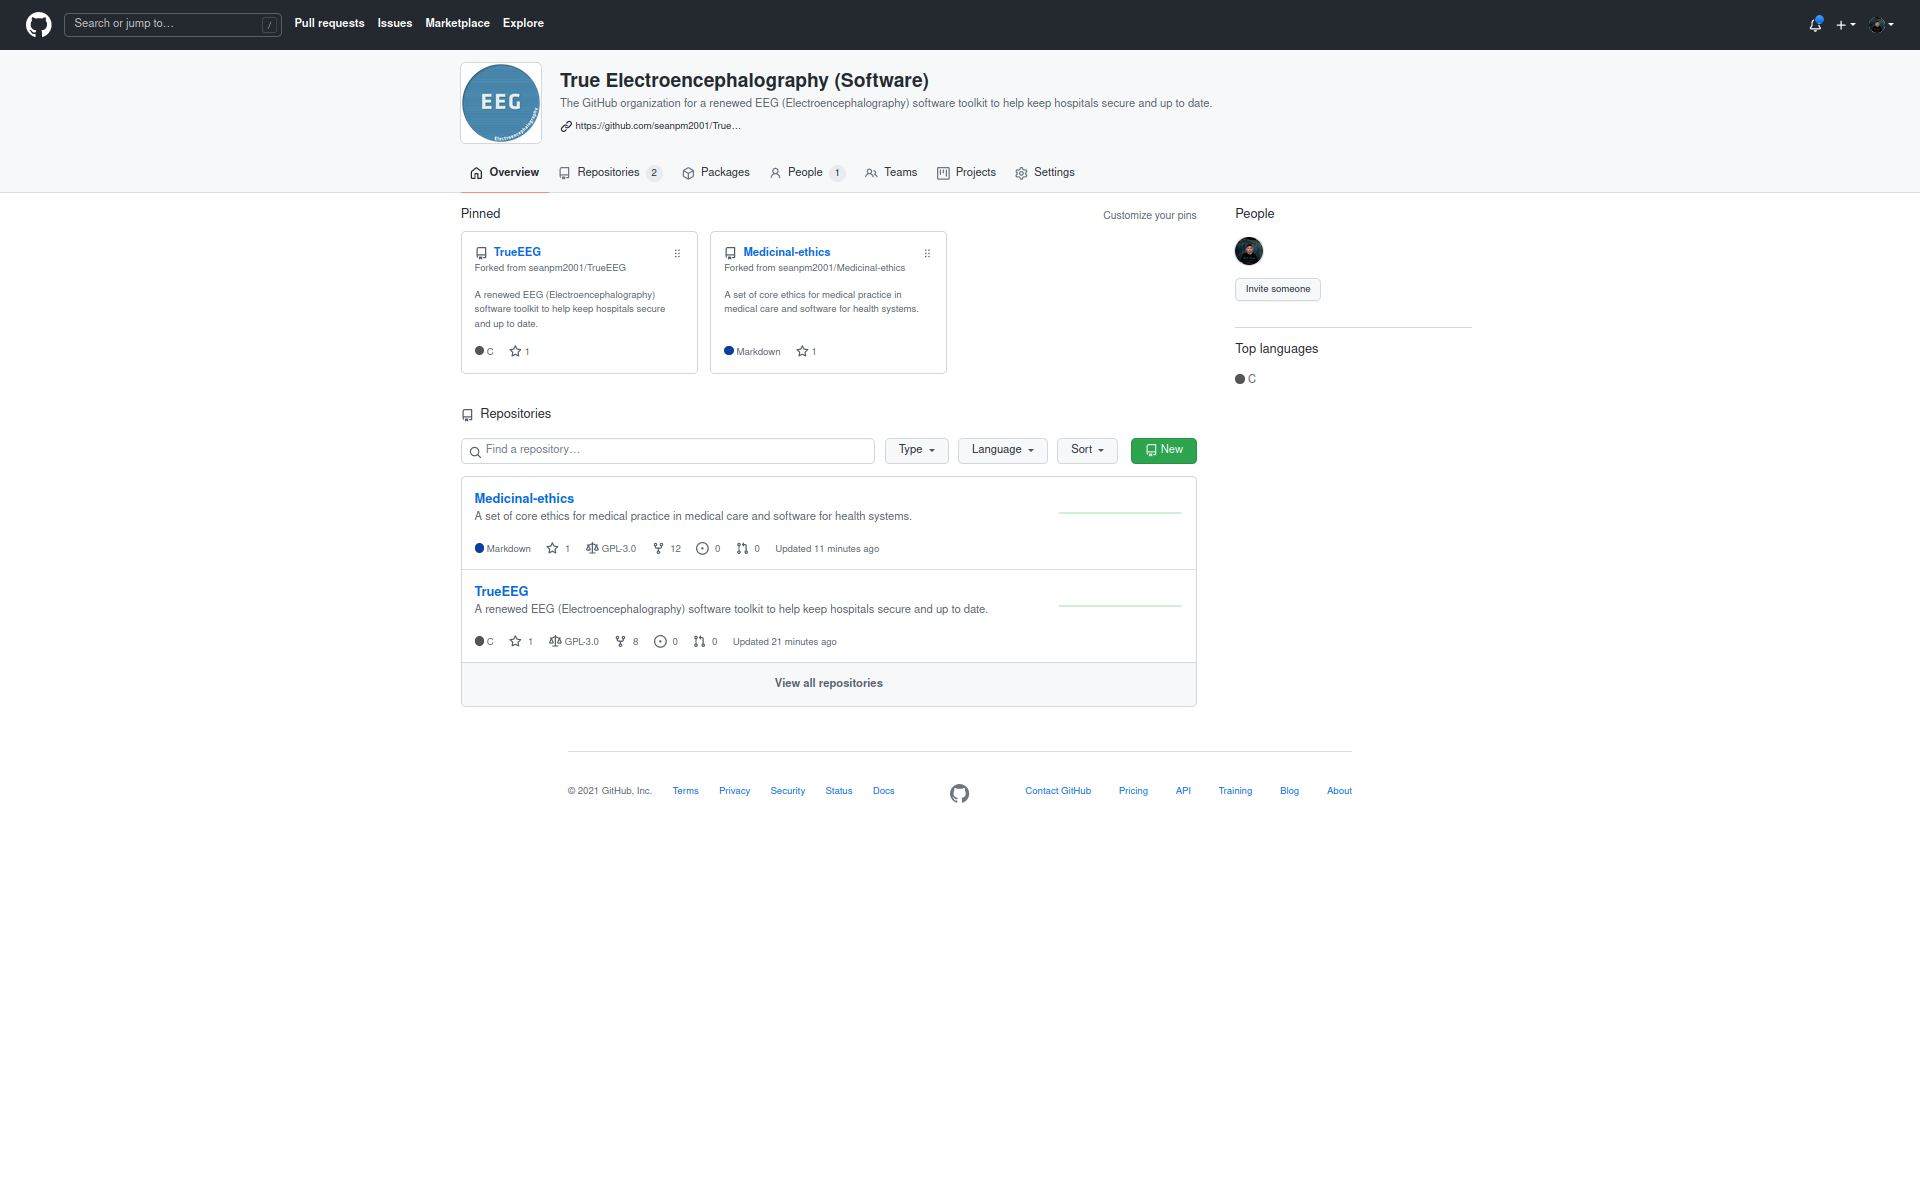 Search or jump to... /
Pull requests Issues Marketplace Explore
EEG
Electroencephalography
True Electroencephalography (Software)
The GitHub organization for a renewed EEG (Electroencephalography) software toolkit to help keep hospitals secure and up to date.
https://github.com/seanpm2001/True...
Overview Repositories 2 Packages People 1 Teams Projects Settings
Pinned
Customize your pins
TrueEEG
Forked from seanpm2001/TrueEEG
A renewed EEG (Electroencephalography)
software toolkit to help keep hospitals secure
and up to date.
C 1
Medicinal-ethics
Forked from seanpm2001/Medicinal-ethics
A set of core ethics for medical practice in
medical care and software for health systems.
Markdown 1
Repositories
Find a repository...
Type Language Sort New
Medicinal-ethics
A set of core ethics for medical practice in medical care and software for health systems.
Markdown 1 GPL-3.0 12 0 0 Updated 11 minutes ago
TrueEEG
A renewed EEG (Electroencephalography) software toolkit to help keep hospitals secure and up to date.
C 1 GPL-3.0 8 0 0 Updated 21 minutes ago
View all repositories
People
Invite someone
Top languages
C
© 2021 GitHub, Inc. Terms Privacy Security Status Docs Contact GitHub Pricing API Training Blog About